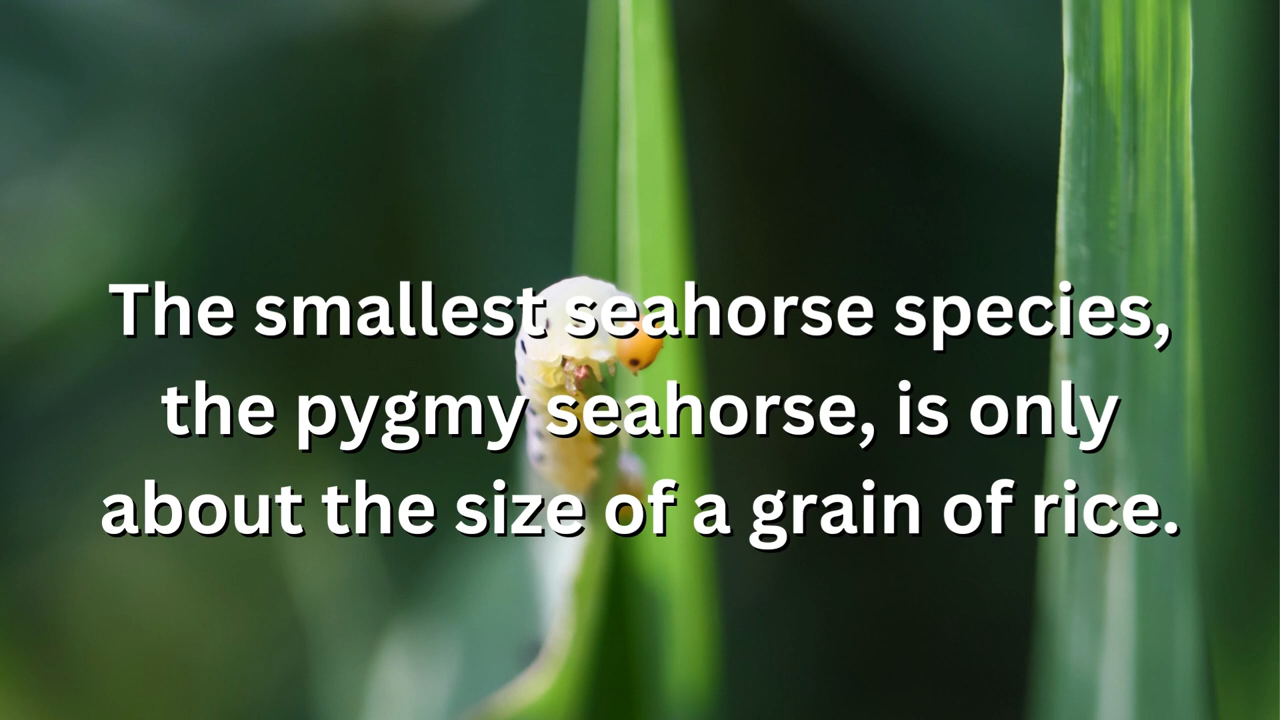 The smallest seahorse species,
the pygmy seahorse, is only
about the size of a grain of rice.